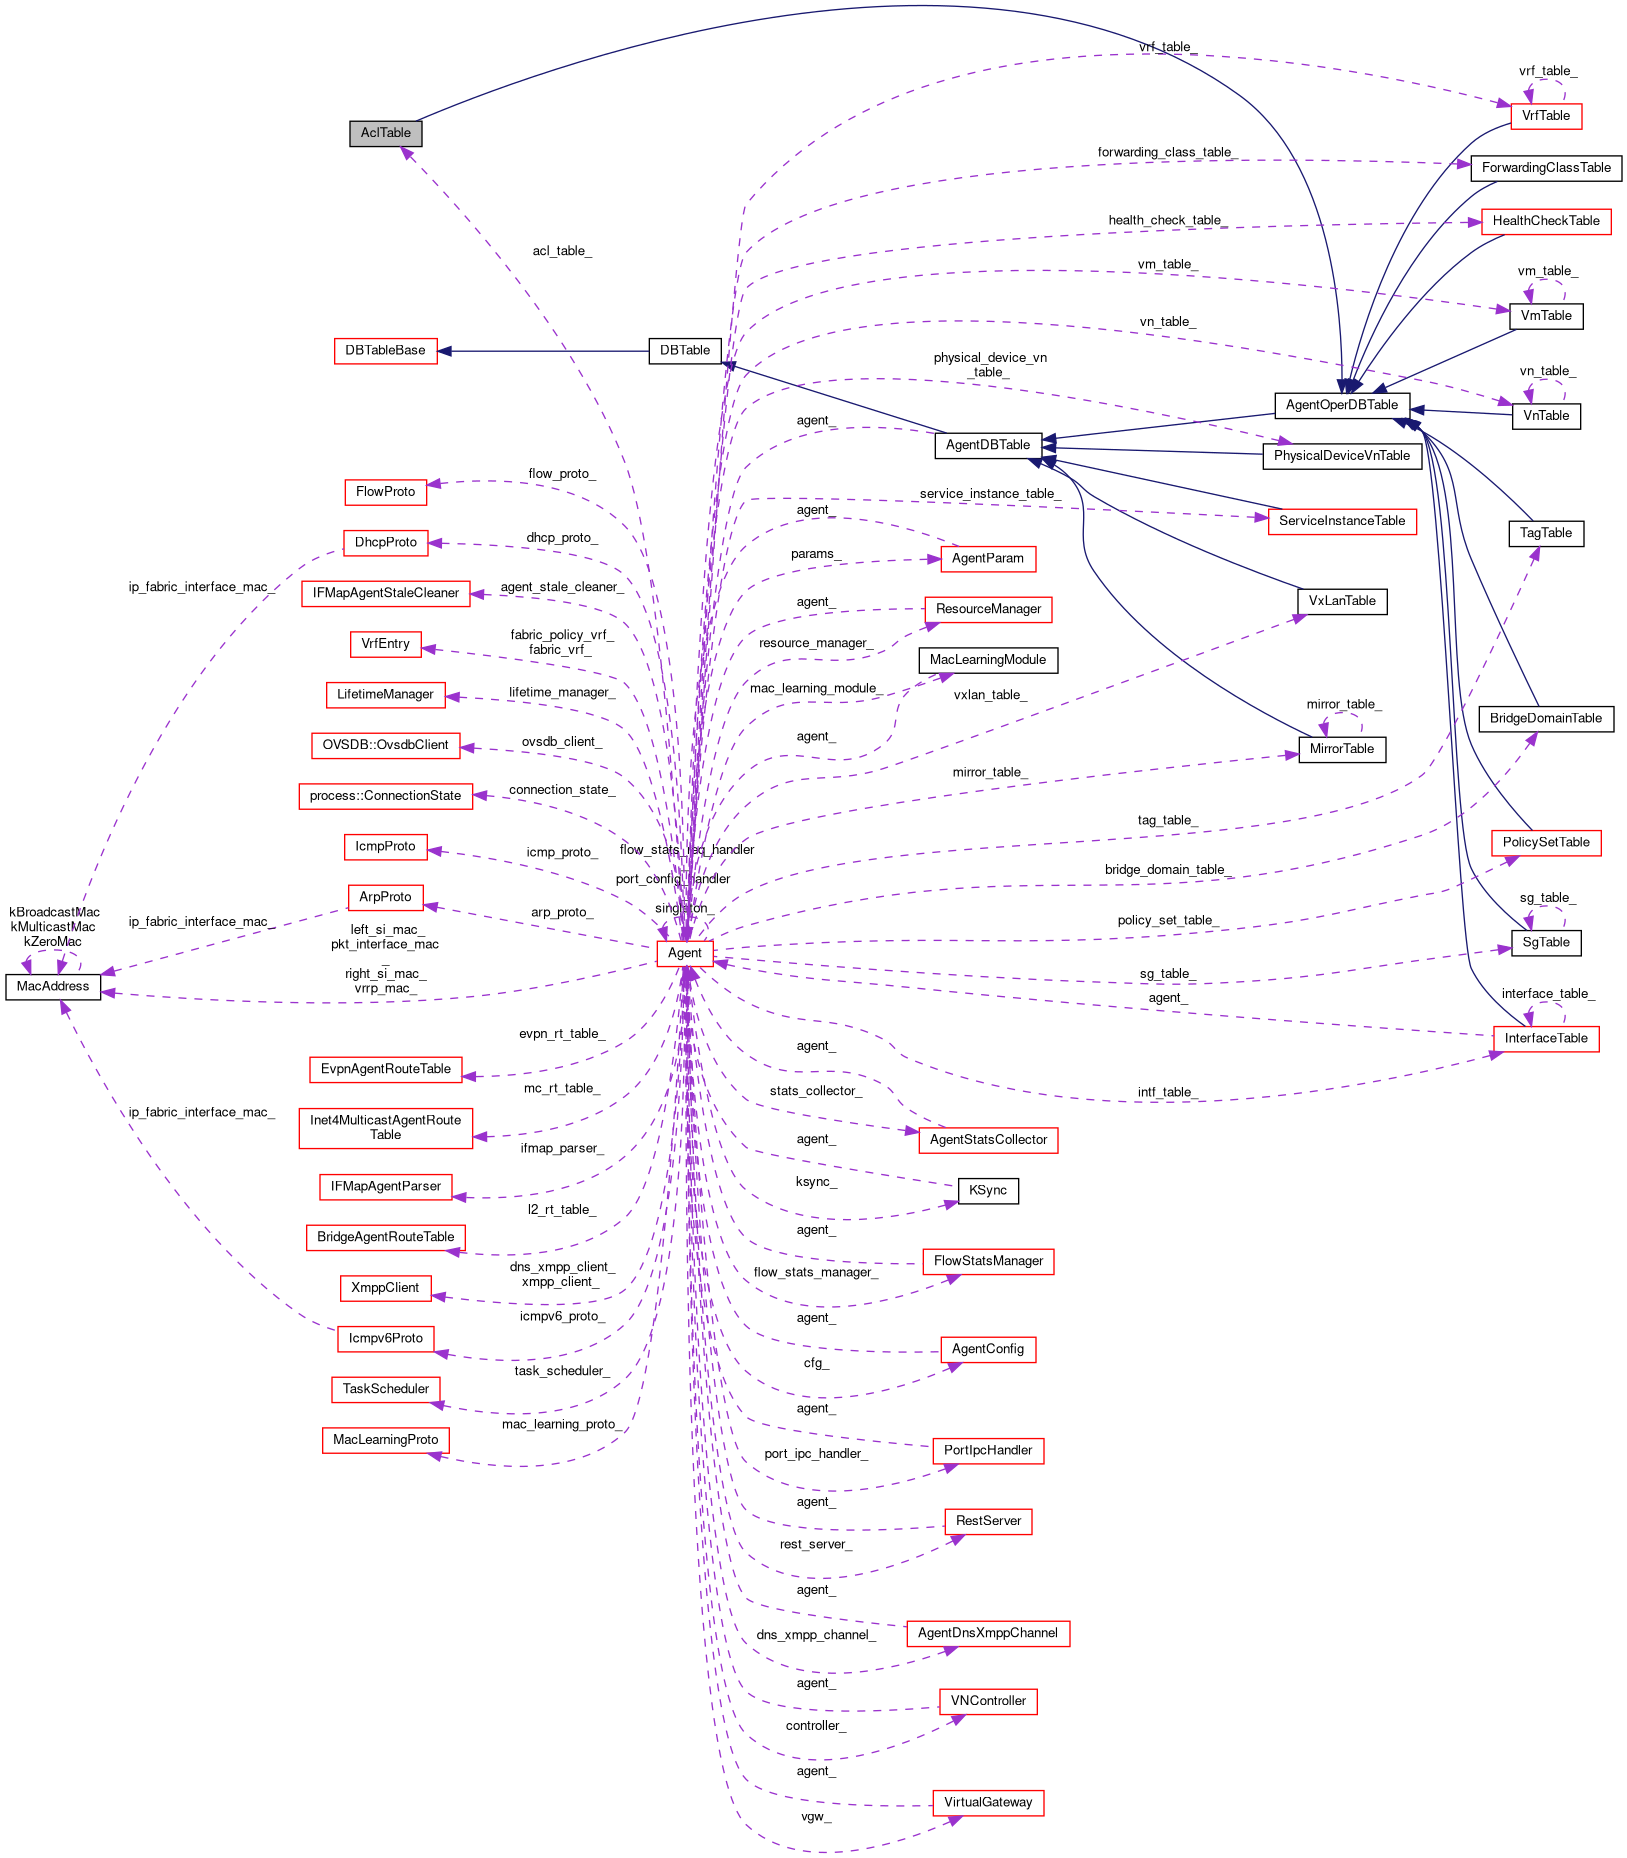 vrf_table_
vrf_table_
AclTable
VrfTable
forwarding_class_table_
ForwardingClassTable
health_check_table_
HealthCheckTable
acl_table_
vm_table_
vm_table_
VmTable
vn_table_
DBTableBase
DBTable
physical_device_vn
_table_
vn_table_
AgentOperDBTable
VnTable
agent_
AgentDBTable
PhysicalDeviceVnTable
flow_proto_
FlowProto
service_instance_table_
agent_
ServiceInstanceTable
TagTable
dhcp_proto_
DhcpProto
params_
AgentParam
ip_fabric_interface_mac_
agent_stale_cleaner_
IFMapAgentStaleCleaner
agent_
ResourceManager
VxLanTable
fabric_policy_vrf_
fabric_vrf_
VrfEntry
resource_manager_
MacLearningModule
lifetime_manager_
LifetimeManager
mac_learning_module_
vxlan_table_
mirror_table_
BridgeDomainTable
ovsdb_client_
OVSDB::OvsdbClient
agent_
MirrorTable
connection_state_
process::ConnectionState
mirror_table_
tag_table_
icmp_proto_
IcmpProto
flow_stats_req_handler
PolicySetTable
port_config_handler
bridge_domain_table_
ArpProto
sg_table_
kBroadcastMac
kMulticastMac
kZeroMac
ip_fabric_interface_mac_
arp_proto_
singleton_
policy_set_table_
left_si_mac_
pkt_interface_mac
_
right_si_mac_
vrrp_mac_
Agent
SgTable
MacAddress
sg_table_
agent_
interface_table_
evpn_rt_table_
InterfaceTable
EvpnAgentRouteTable
agent_
mc_rt_table_
stats_collector_
intf_table_
ip_fabric_interface_mac_
Inet4MulticastAgentRoute
Table
AgentStatsCollector
ifmap_parser_
agent_
IFMapAgentParser
ksync_
KSync
l2_rt_table_
BridgeAgentRouteTable
agent_
dns_xmpp_client_
xmpp_client_
XmppClient
flow_stats_manager_
FlowStatsManager
icmpv6_proto_
Icmpv6Proto
agent_
AgentConfig
task_scheduler_
TaskScheduler
cfg_
mac_learning_proto_
MacLearningProto
agent_
port_ipc_handler_
PortIpcHandler
agent_
RestServer
rest_server_
agent_
dns_xmpp_channel_
AgentDnsXmppChannel
agent_
VNController
controller_
agent_
VirtualGateway
vgw_